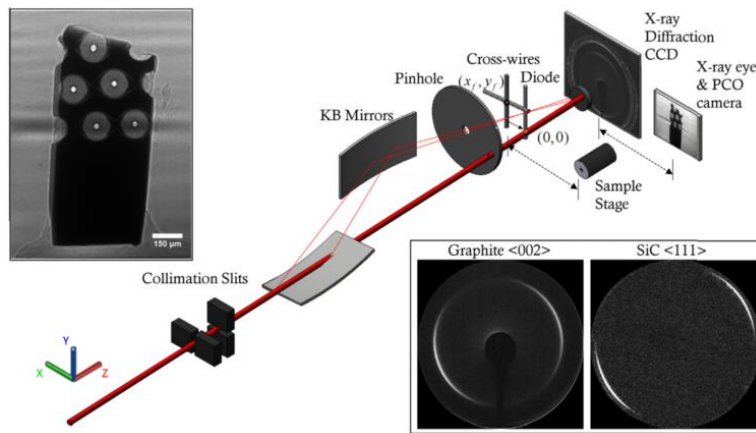 150 μm
X-ray
Diffraction
CCD
X-ray eye
& PCO
camera
Cross-wires
(x_f, y_f)
Diode
Pinhole
(0,0)
KB Mirrors
Sample
Stage
Collimation Slits
Y
X
Z
Graphite <002>
SiC <111>